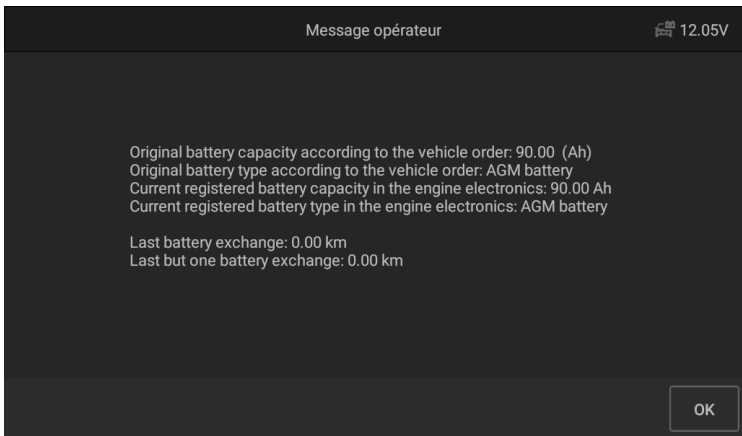 Message opérateur
12.05V
Original battery capacity according to the vehicle order: 90.00  (Ah)
Original battery type according to the vehicle order: AGM battery
Current registered battery capacity in the engine electronics: 90.00 Ah
Current registered battery type in the engine electronics: AGM battery
Last battery exchange: 0.00 km
Last but one battery exchange: 0.00 km
OK